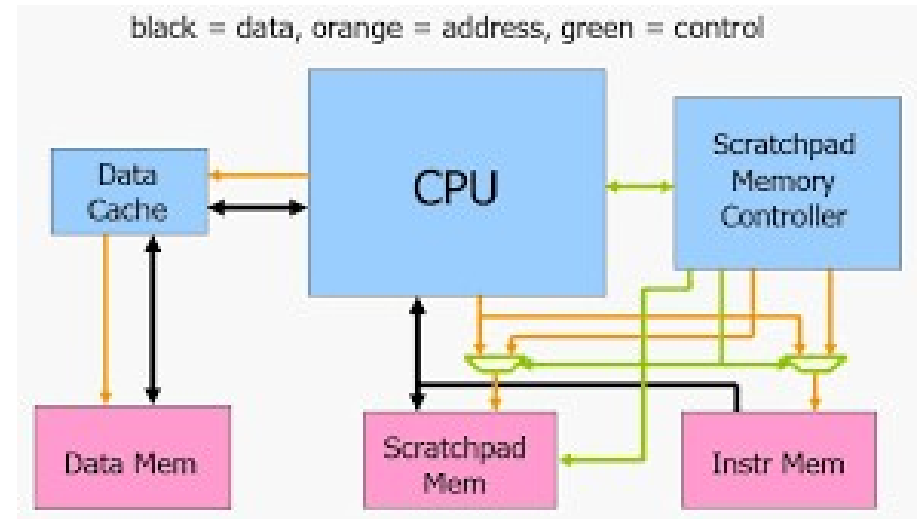 black = data, orange = address, green = control
CPU
Data
Cache
Scratchpad
Memory
Controller
Data Mem
Scratchpad
Mem
Instr Mem